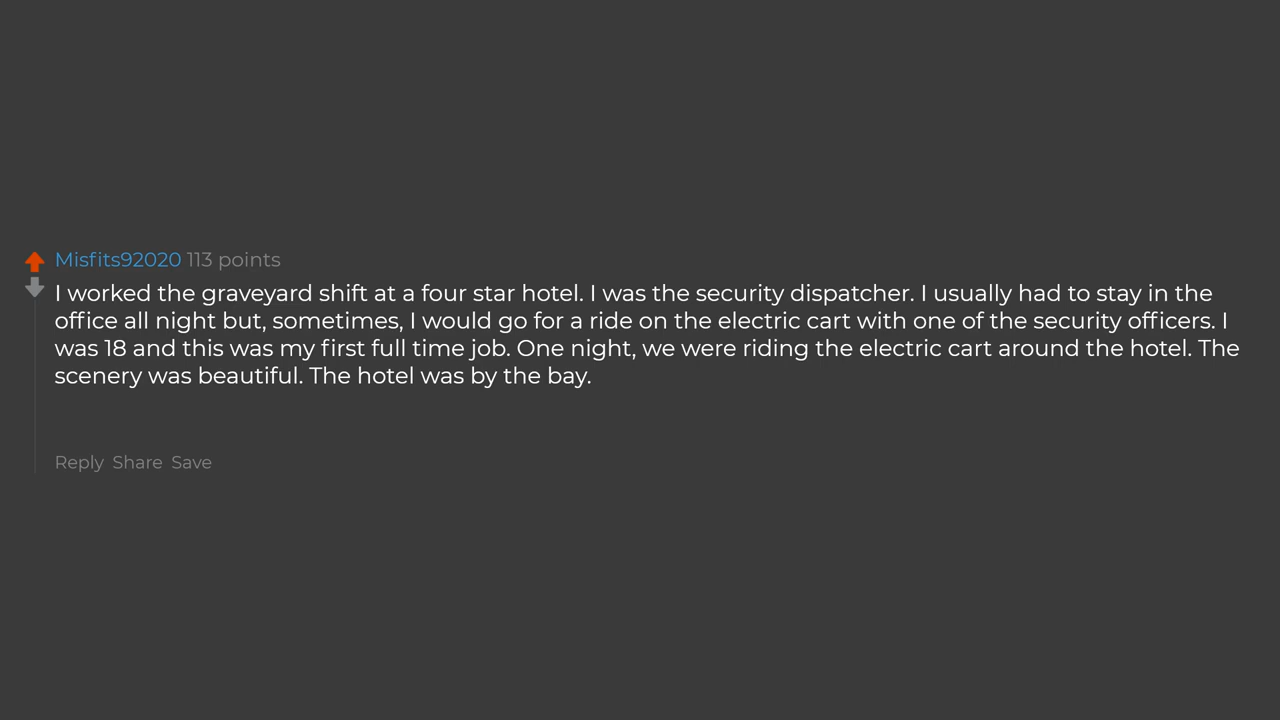 Misfits92020 113 points
I worked the graveyard shift at a four star hotel. I was the security dispatcher. I usually had to stay in the
office all night but, sometimes, I would go for a ride on the electric cart with one of the security officers. I
was 18 and this was my first full time job. One night, we were riding the electric cart around the hotel. The
scenery was beautiful. The hotel was by the bay.
Reply Share Save